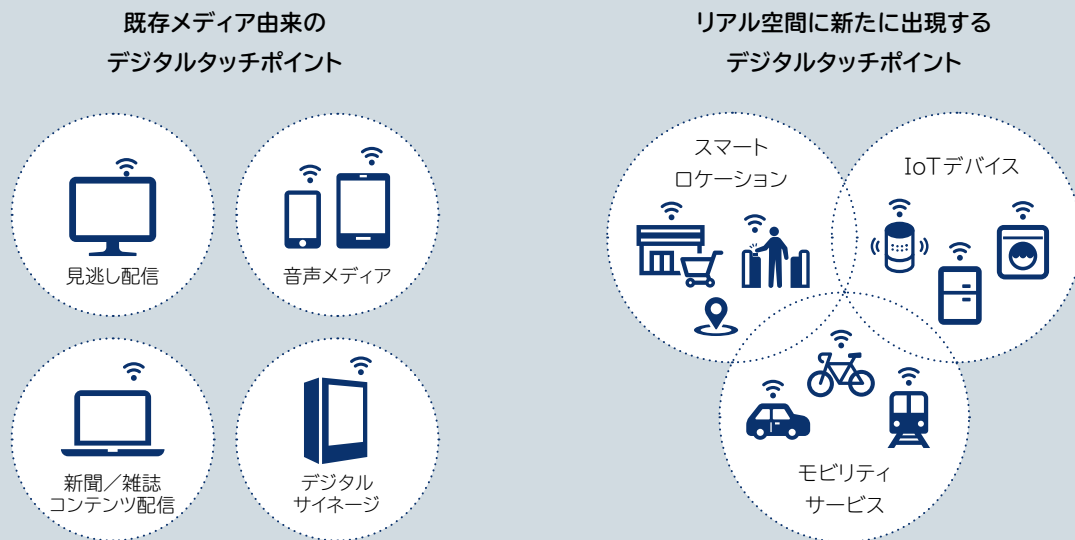 既存メディア由来の
デジタルタッチポイント
見逃し配信
音声メディア
新聞／雑誌
コンテンツ配信
デジタル
サイネージ
リアル空間に新たに出現する
デジタルタッチポイント
スマート
ロケーション
IoTデバイス
モビリティ
サービス